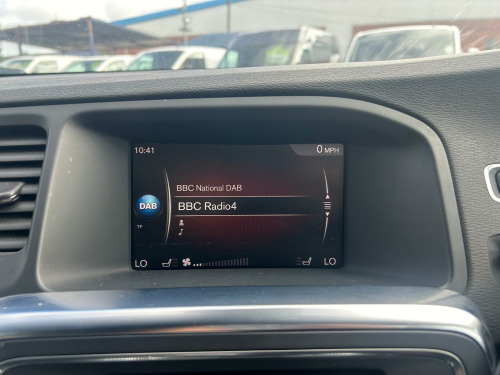 10:41
0 MPH
BBC National DAB
DAB
BBC Radio4
TP
LO
LO